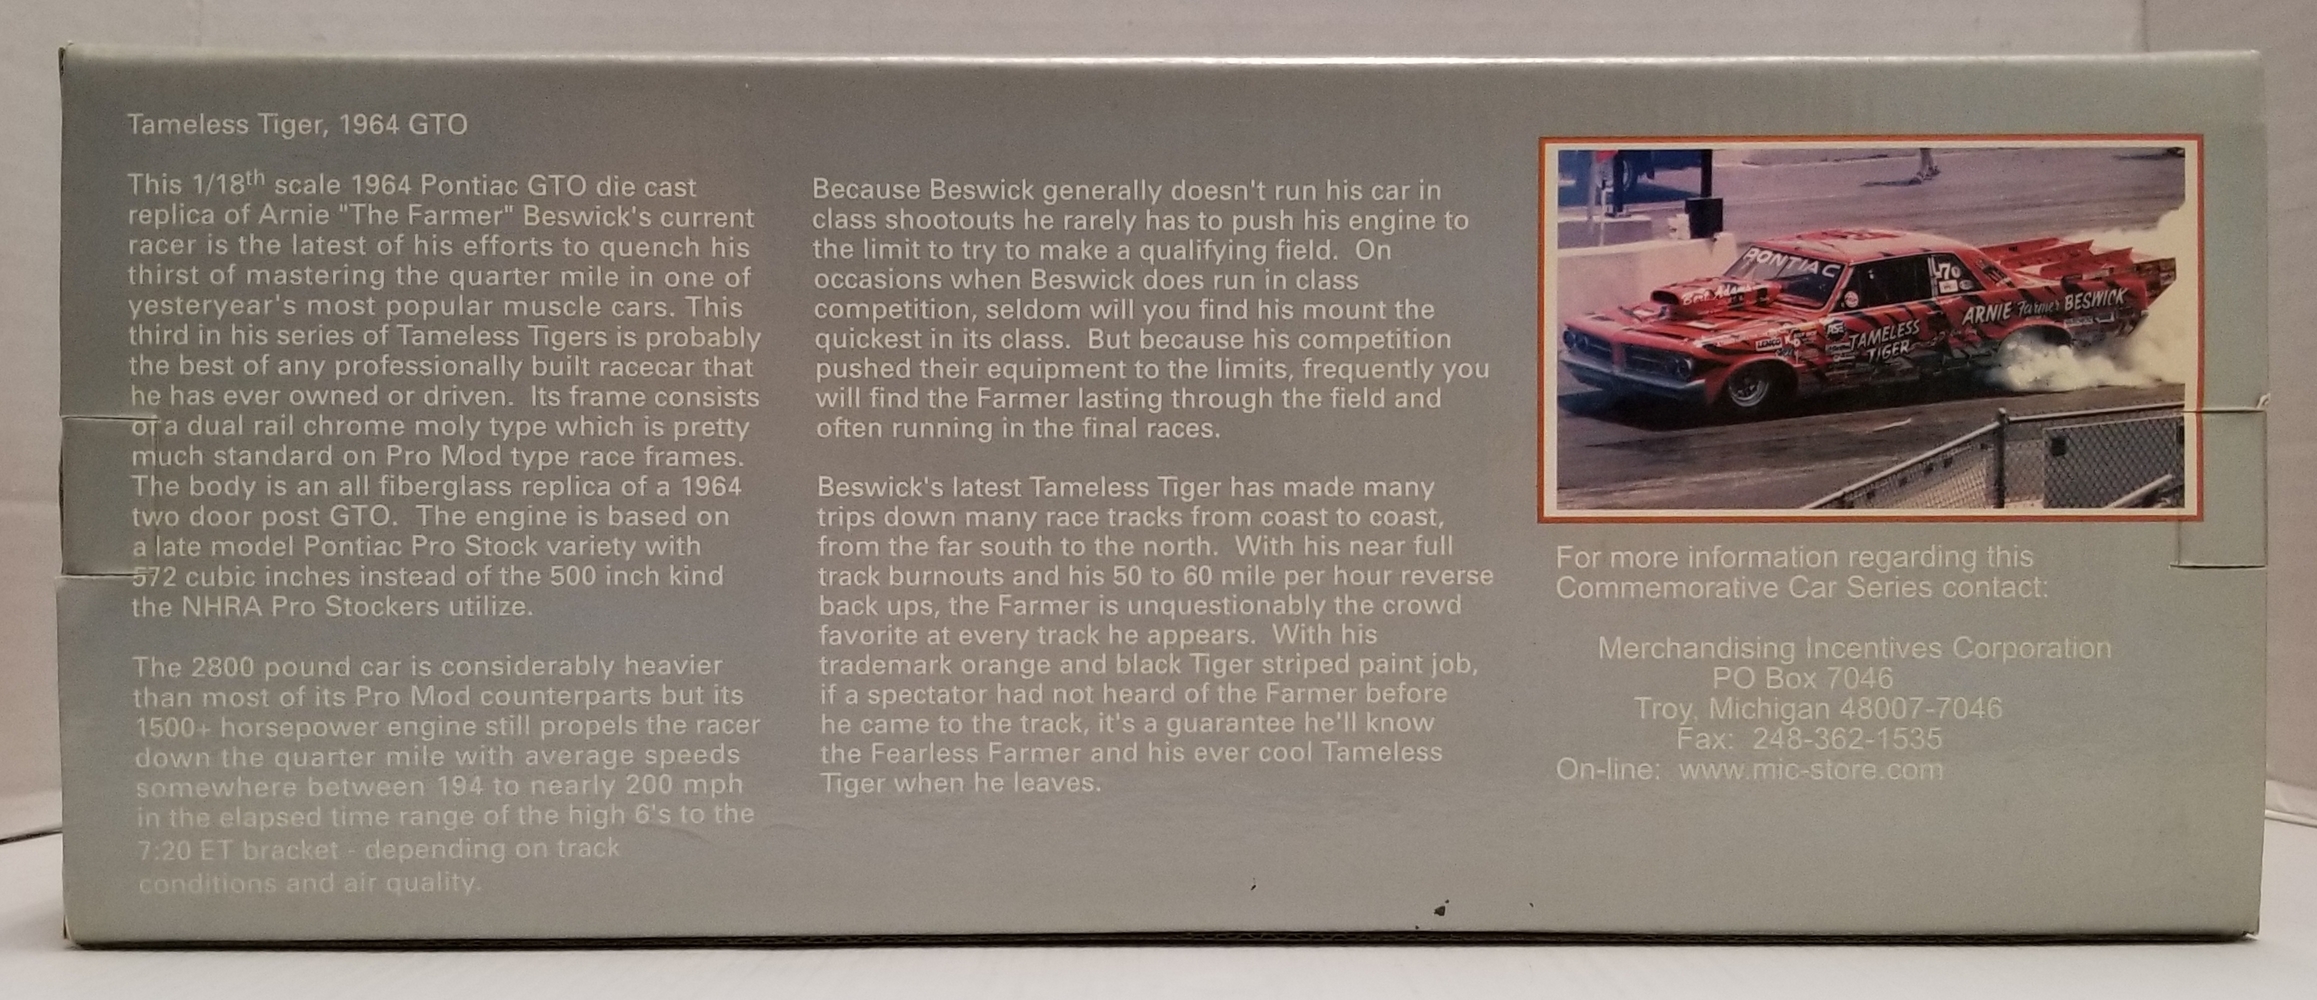 Tameless Tiger, 1964 GTO
This 1/18th scale 1964 Pontiac GTO die cast
replica of Arnie "The Farmer" Beswick's current
racer is the latest of his efforts to quench his
thirst of mastering the quarter mile in one of
yesteryear's most popular muscle cars. This
third in his series of Tameless Tigers is probably
the best of any professionally built racecar that
he has ever owned or driven.  Its frame consists
of a dual rail chrome moly type which is pretty
much standard on Pro Mod type race frames.
The body is an all fiberglass replica of a 1964
two door post GTO.  The engine is based on
a late model Pontiac Pro Stock variety with
572 cubic inches instead of the 500 inch kind
the NHRA Pro Stockers utilize.
The 2800 pound car is considerably heavier
than most of its Pro Mod counterparts but its
1500+ horsepower engine still propels the racer
down the quarter mile with average speeds
somewhere between 194 to nearly 200 mph
in the elapsed time range of the high 6's to the
7:20 ET bracket - depending on track
conditions and air quality.
Because Beswick generally doesn't run his car in
class shootouts he rarely has to push his engine to
the limit to try to make a qualifying field.  On
occasions when Beswick does run in class
competition, seldom will you find his mount the
quickest in its class.  But because his competition
pushed their equipment to the limits, frequently you
will find the Farmer lasting through the field and
often running in the final races.
Beswick's latest Tameless Tiger has made many
trips down many race tracks from coast to coast,
from the far south to the north.  With his near full
track burnouts and his 50 to 60 mile per hour reverse
back ups, the Farmer is unquestionably the crowd
favorite at every track he appears.  With his
trademark orange and black Tiger striped paint job,
if a spectator had not heard of the Farmer before
he came to the track, it's a guarantee he'll know
the Fearless Farmer and his ever cool Tameless
Tiger when he leaves.
PONTIAC
Bert Adams
TAMELESS
TIGER
ARNIE Farmer BESWICK
For more information regarding this
Commemorative Car Series contact:
Merchandising Incentives Corporation
PO Box 7046
Troy, Michigan 48007-7046
Fax:  248-362-1535
On-line:  www.mic-store.com